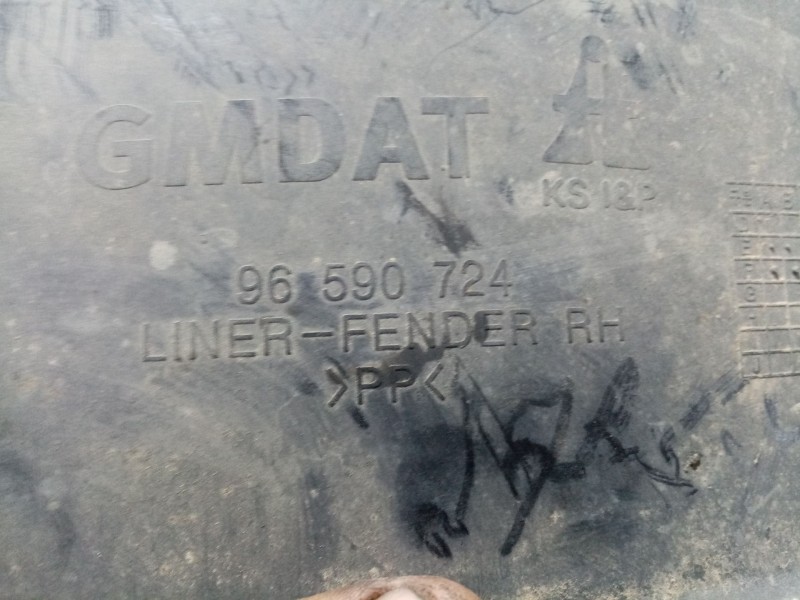 GMDAT
KS I&P
96 590 724
LINER-FENDER RH
>PP<